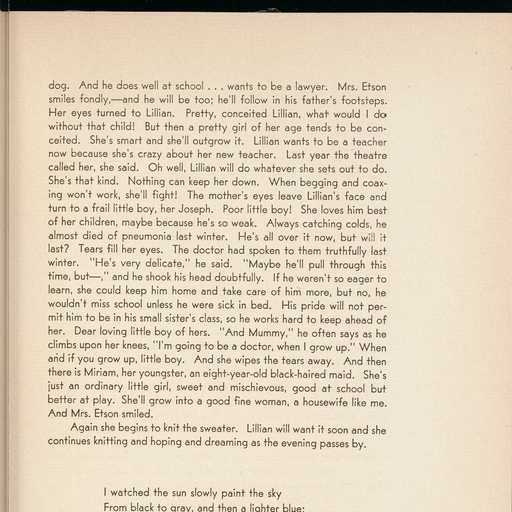 dog. And he does well at school . . . wants to be a lawyer. Mrs. Etson
smiles fondly,—and he will be too; he'll follow in his father's footsteps.
Her eyes turned to Lillian. Pretty, conceited Lillian, what would I do
without that child! But then a pretty girl of her age tends to be con-
ceited. She's smart and she'll outgrow it. Lillian wants to be a teacher
now because she's crazy about her new teacher. Last year the theatre
called her, she said. Oh well, Lillian will do whatever she sets out to do.
She's that kind. Nothing can keep her down. When begging and coax-
ing won't work, she'll fight! The mother's eyes leave Lillian's face and
turn to a frail little boy, her Joseph. Poor little boy! She loves him best
of her children, maybe because he's so weak. Always catching colds, he
almost died of pneumonia last winter. He's all over it now, but will it
last? Tears fill her eyes. The doctor had spoken to them truthfully last
winter. "He's very delicate," he said. "Maybe he'll pull through this
time, but—," and he shook his head doubtfully. If he weren't so eager to
learn, she could keep him home and take care of him more, but no, he
wouldn't miss school unless he were sick in bed. His pride will not per-
mit him to be in his small sister's class, so he works hard to keep ahead of
her. Dear loving little boy of hers. "And Mummy," he often says as he
climbs upon her knees, "I'm going to be a doctor, when I grow up." When
and if you grow up, little boy. And she wipes the tears away. And then
there is Miriam, her youngster, an eight-year-old black-haired maid. She's
just an ordinary little girl, sweet and mischievous, good at school but
better at play. She'll grow into a good fine woman, a housewife like me.
And Mrs. Etson smiled.
Again she begins to knit the sweater. Lillian will want it soon and she
continues knitting and hoping and dreaming as the evening passes by.
I watched the sun slowly paint the sky
From black to gray, and then a lighter blue;